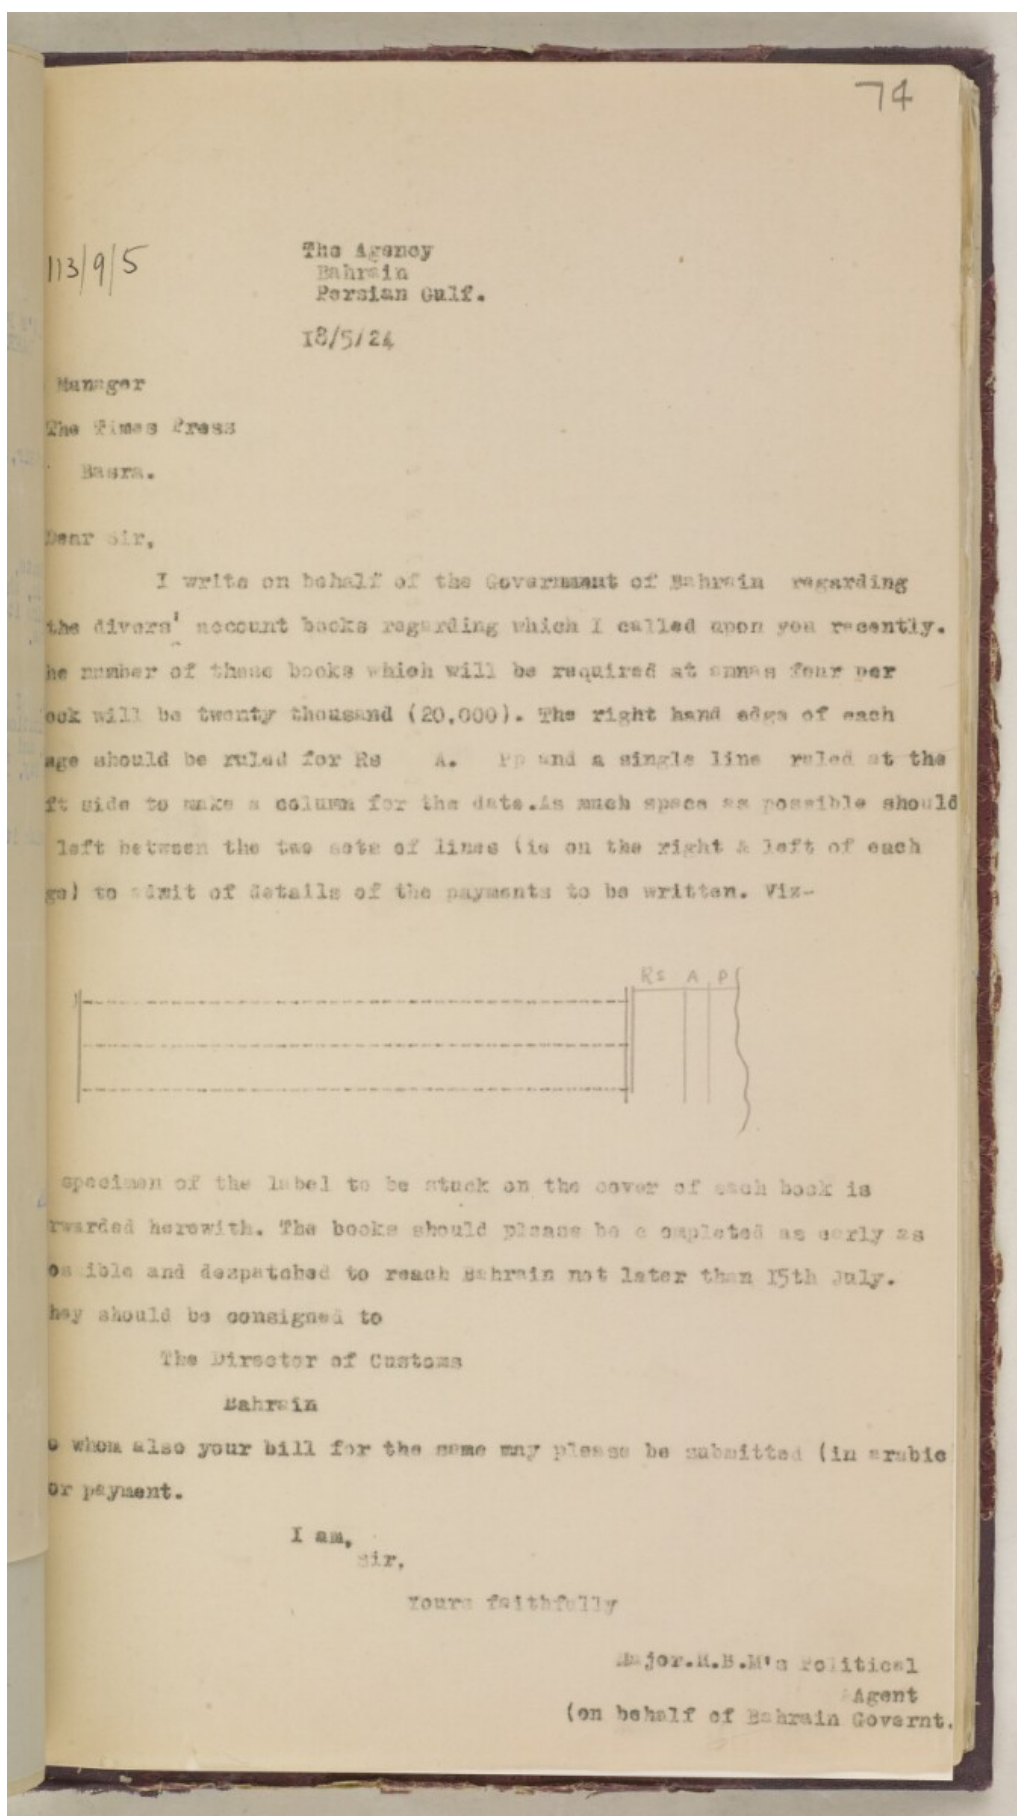 74
113/9/5
The Agency
Bahrain
Persian Gulf.
18/5/24
Manager
The Times Press
Basra.
Dear Sir,
I write on behalf of the Government of Bahrain regarding
the divers' account books regarding which I called upon you recently.
he number of these books which will be required at annas four per
ook will be twenty thousand (20,000). The right hand edge of each
age should be ruled for Rs A. Pp and a single line ruled at the
ft side to make a column for the date.As much space as possible should
left between the two sets of lines (ie on the right & left of each
ge) to admit of details of the payments to be written. Viz-
Rs A P
specimen of the label to be stuck on the cover of each book is
rwarded herewith. The books should please be c ompleted as early as
ossible and despatched to reach Bahrain not later than 15th July.
hey should be consigned to
The Director of Customs
Bahrain
o whom also your bill for the same may please be submitted (in arabic
or payment.
I am,
Sir,
Yours faithfully
Major.H.B.M's Political
Agent
(on behalf of Bahrain Governt.